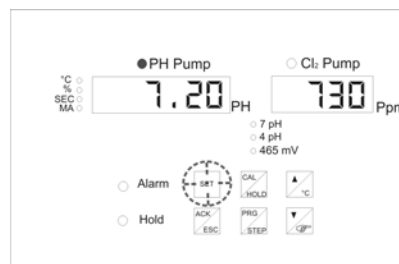 PH Pump
Cl₂ Pump
°C
%
SEC
MA
7.20 PH
730 Ppm
7 pH
4 pH
465 mV
Alarm
SET
CAL
HOLD
▲
°C
Hold
ACK
ESC
PRG
STEP
▼